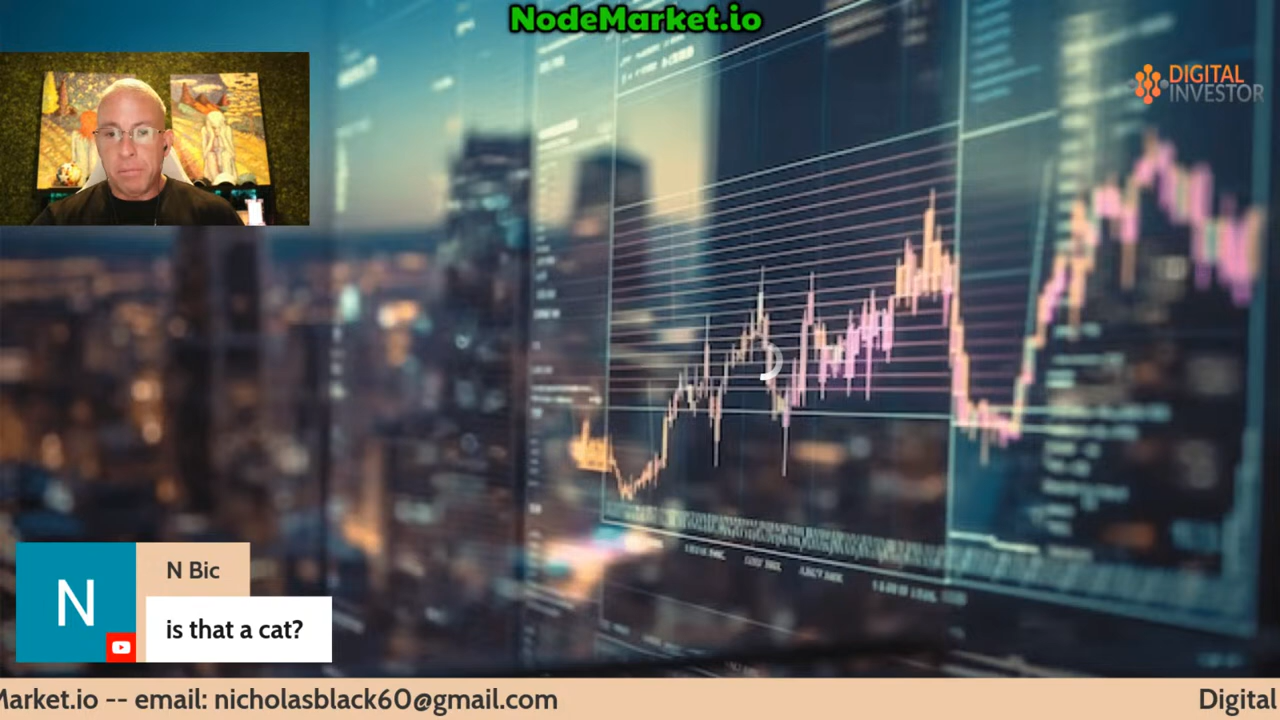 NodeMarket.io
DIGITAL
INVESTOR
N
N Bic
is that a cat?
Market.io -- email: nicholasblack60@gmail.com
Digital